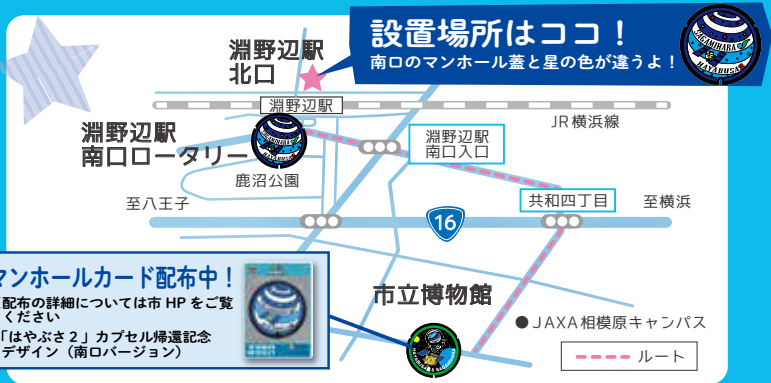 設置場所はココ！
南口のマンホール蓋と星の色が違うよ！
SAGAMIHARA
HAYABUSA
淵野辺駅
北口
淵野辺駅
JR横浜線
淵野辺駅
南口ロータリー
淵野辺駅
南口入口
鹿沼公園
至八王子
共和四丁目
至横浜
16
マンホールカード配布中！
配布の詳細については市 HP をご覧
ください
「はやぶさ２」カプセル帰還記念
デザイン（南口バージョン）
市立博物館
●JAXA相模原キャンパス
ルート